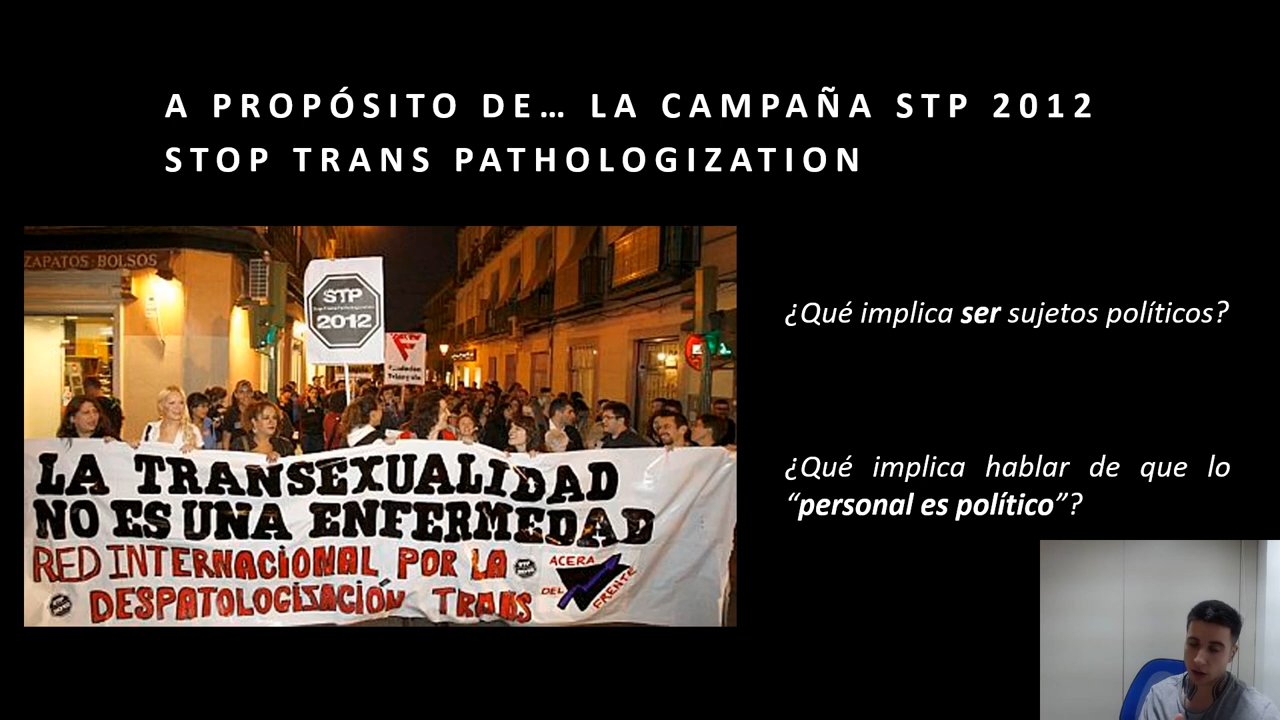 A PROPÓSITO DE… LA CAMPAÑA STP 2012
STOP TRANS PATHOLOGIZATION
ZAPATOS · BOLSOS
STP
2012
¿Qué implica ser sujetos políticos?
¿Qué implica hablar de que lo
“personal es político”?
LA TRANSEXUALIDAD
NO ES UNA ENFERMEDAD
RED INTERNACIONAL POR LA
DESPATOLOGIZACIÓN TRANS
ACERA
DEL
FRENTE